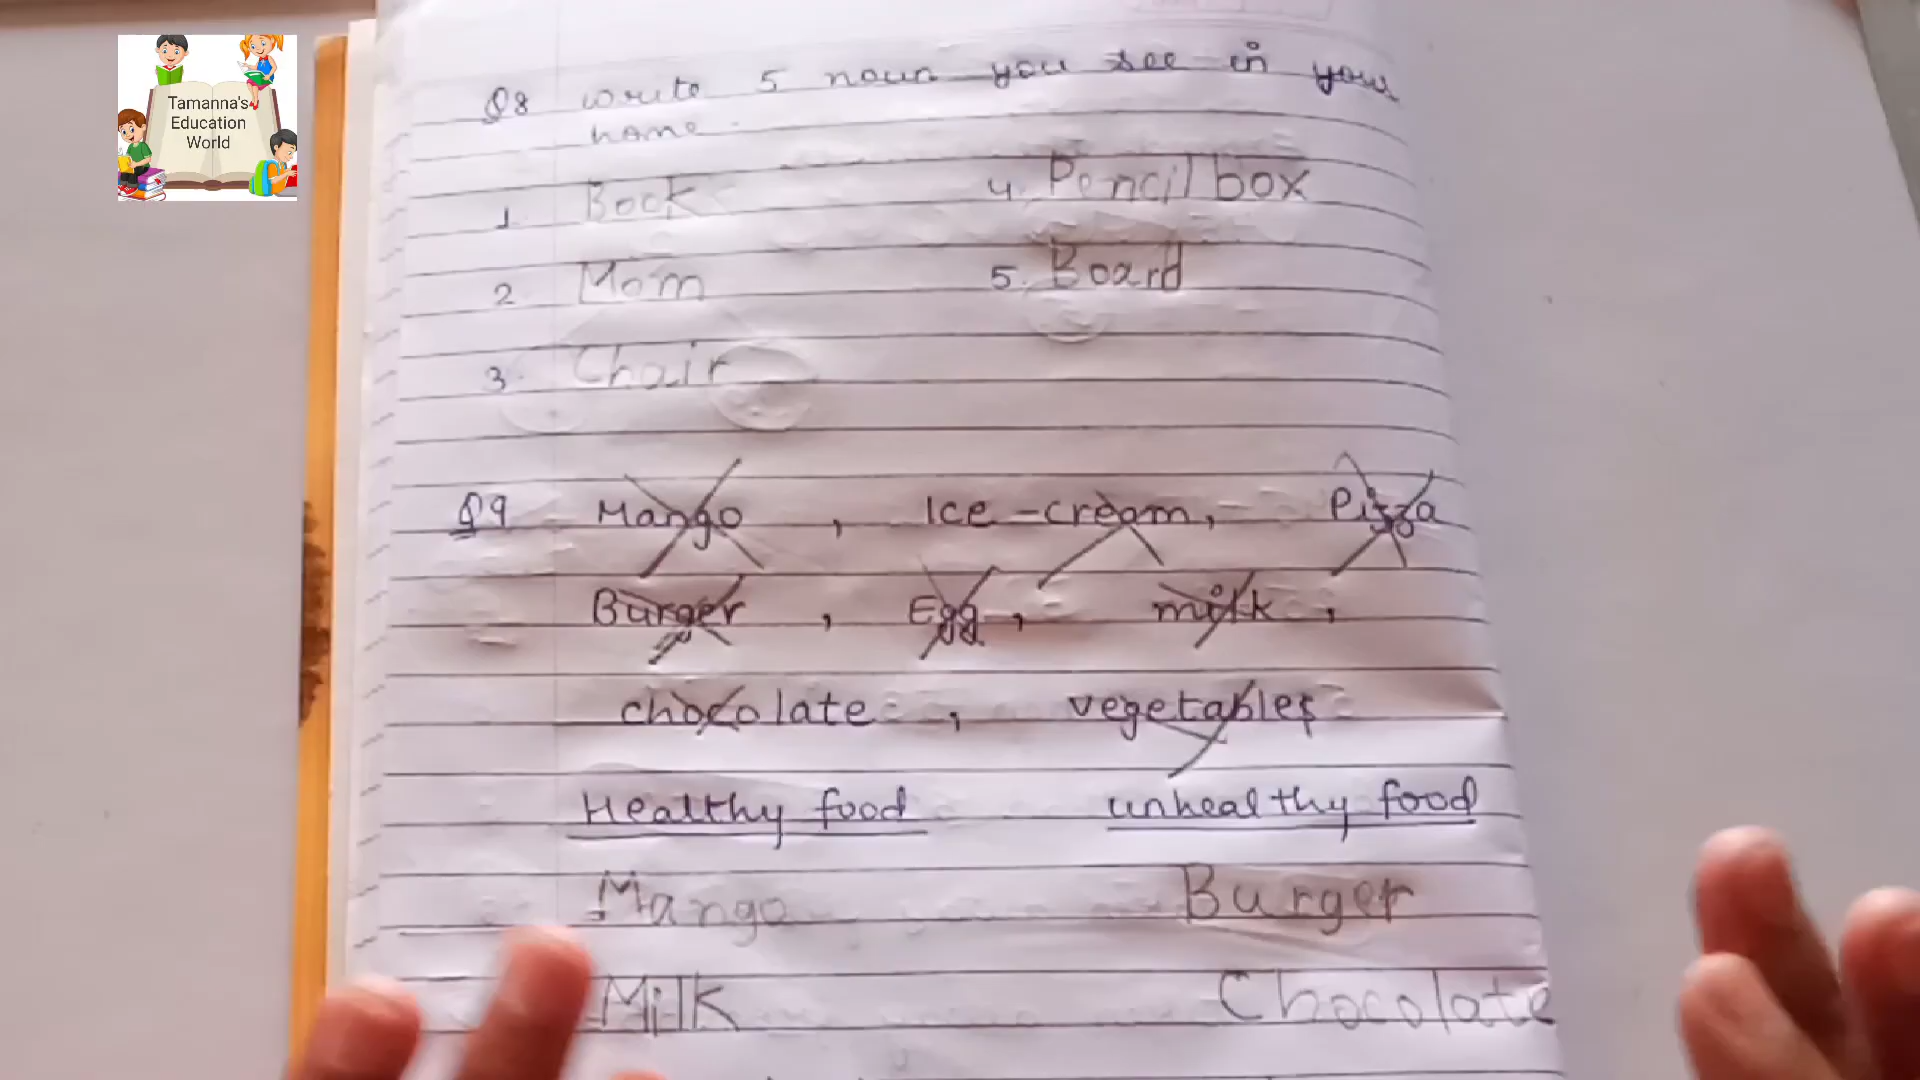 Tamanna's
Education
World
Q8 write 5 noun you see in your
home.
1 Book
2 Mom
3. Chair
4. Pencil box
5. Board
Q9 Mango , Ice-cream, Pizza
Burger , Egg , milk ,
chocolate , vegetables
Healthy food unhealthy food
Mango Burger
Milk Chocolate